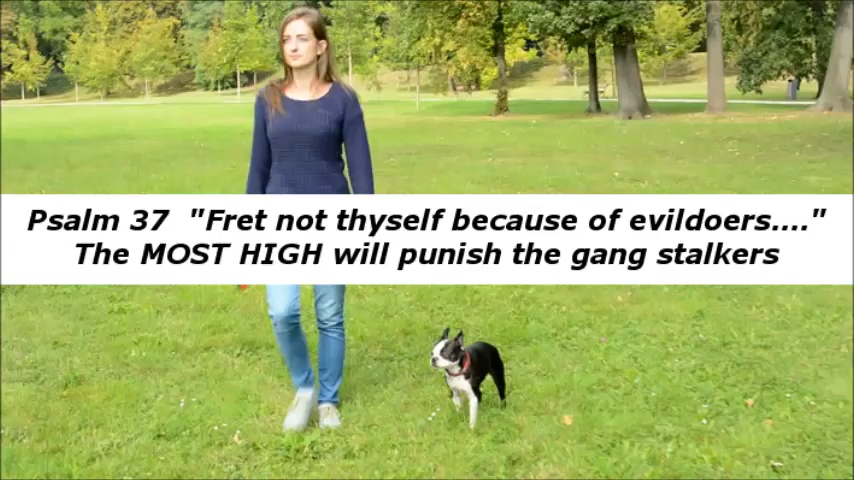 Psalm 37 "Fret not thyself because of evildoers...."
The MOST HIGH will punish the gang stalkers